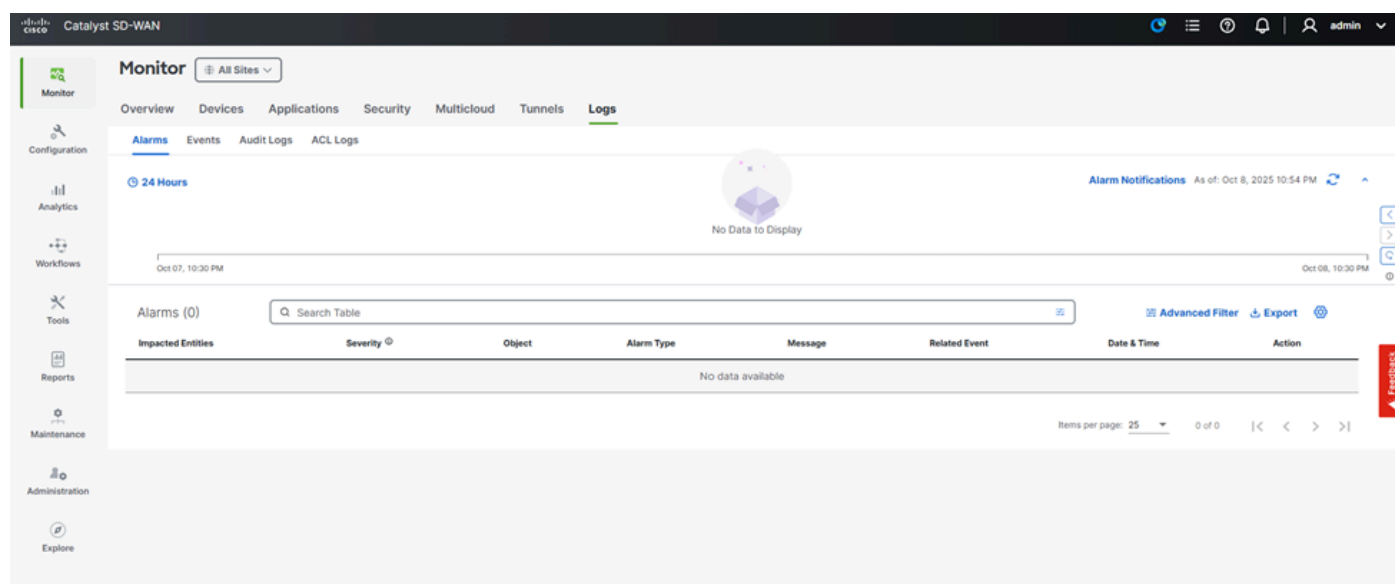 cisco Catalyst SD-WAN admin
Monitor All Sites
Monitor
Overview Devices Applications Security Multicloud Tunnels Logs
Configuration
Alarms Events Audit Logs ACL Logs
24 Hours
Alarm Notifications As of: Oct 8, 2025 10:54 PM
Analytics
No Data to Display
Workflows
Oct 07, 10:30 PM Oct 08, 10:30 PM
Tools
Alarms (0) Search Table Advanced Filter Export
Impacted Entities Severity Object Alarm Type Message Related Event Date & Time Action
Reports
No data available
Feedback
Maintenance
Items per page: 25 0 of 0
Administration
Explore